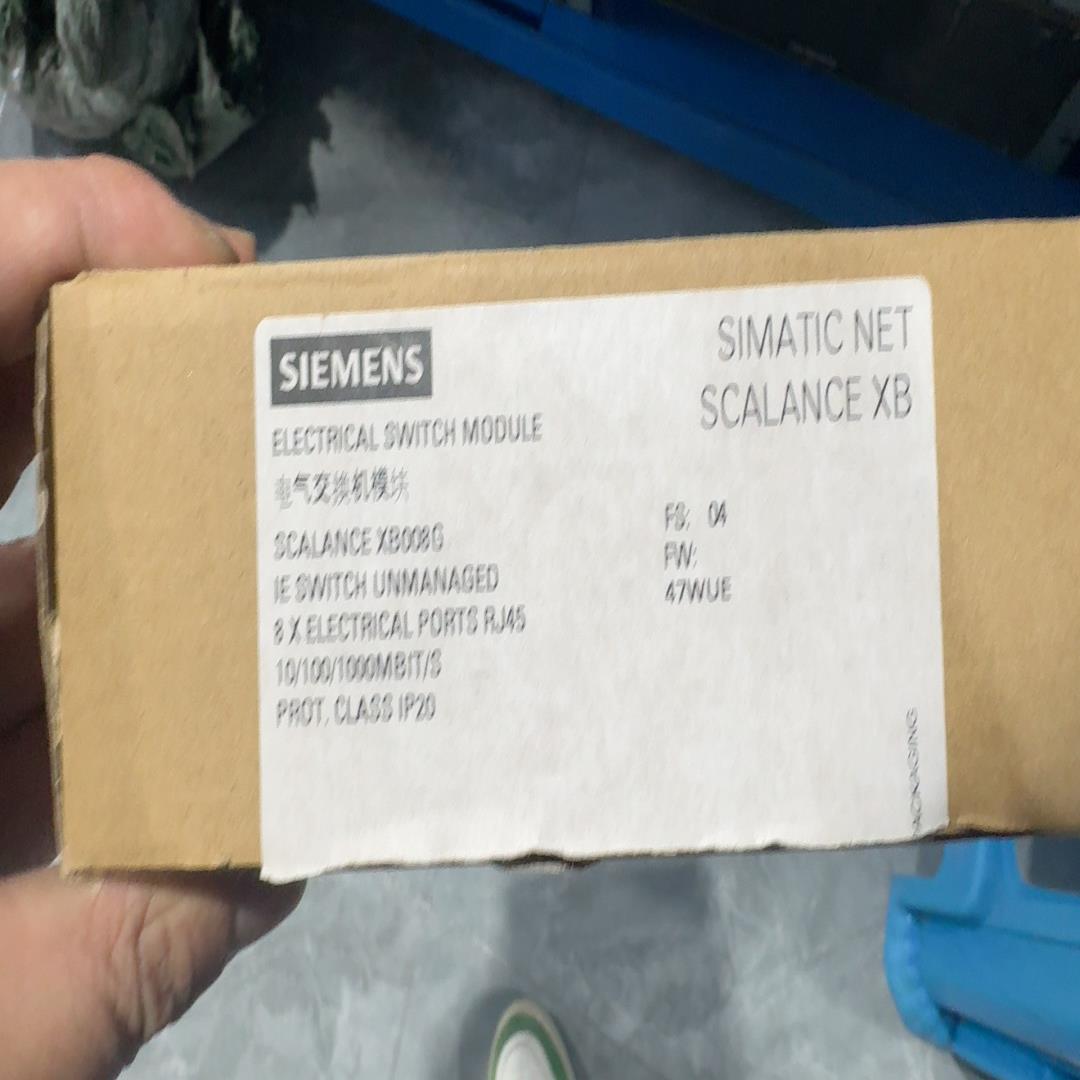 SIEMENS
SIMATIC NET
SCALANCE XB
ELECTRICAL SWITCH MODULE
电气交换机模块
SCALANCE XB008G
IE SWITCH UNMANAGED
8 X ELECTRICAL PORTS RJ45
10/100/1000MBIT/S
PROT. CLASS IP20
FS: 04
FW:
47WUE
PACKAGING